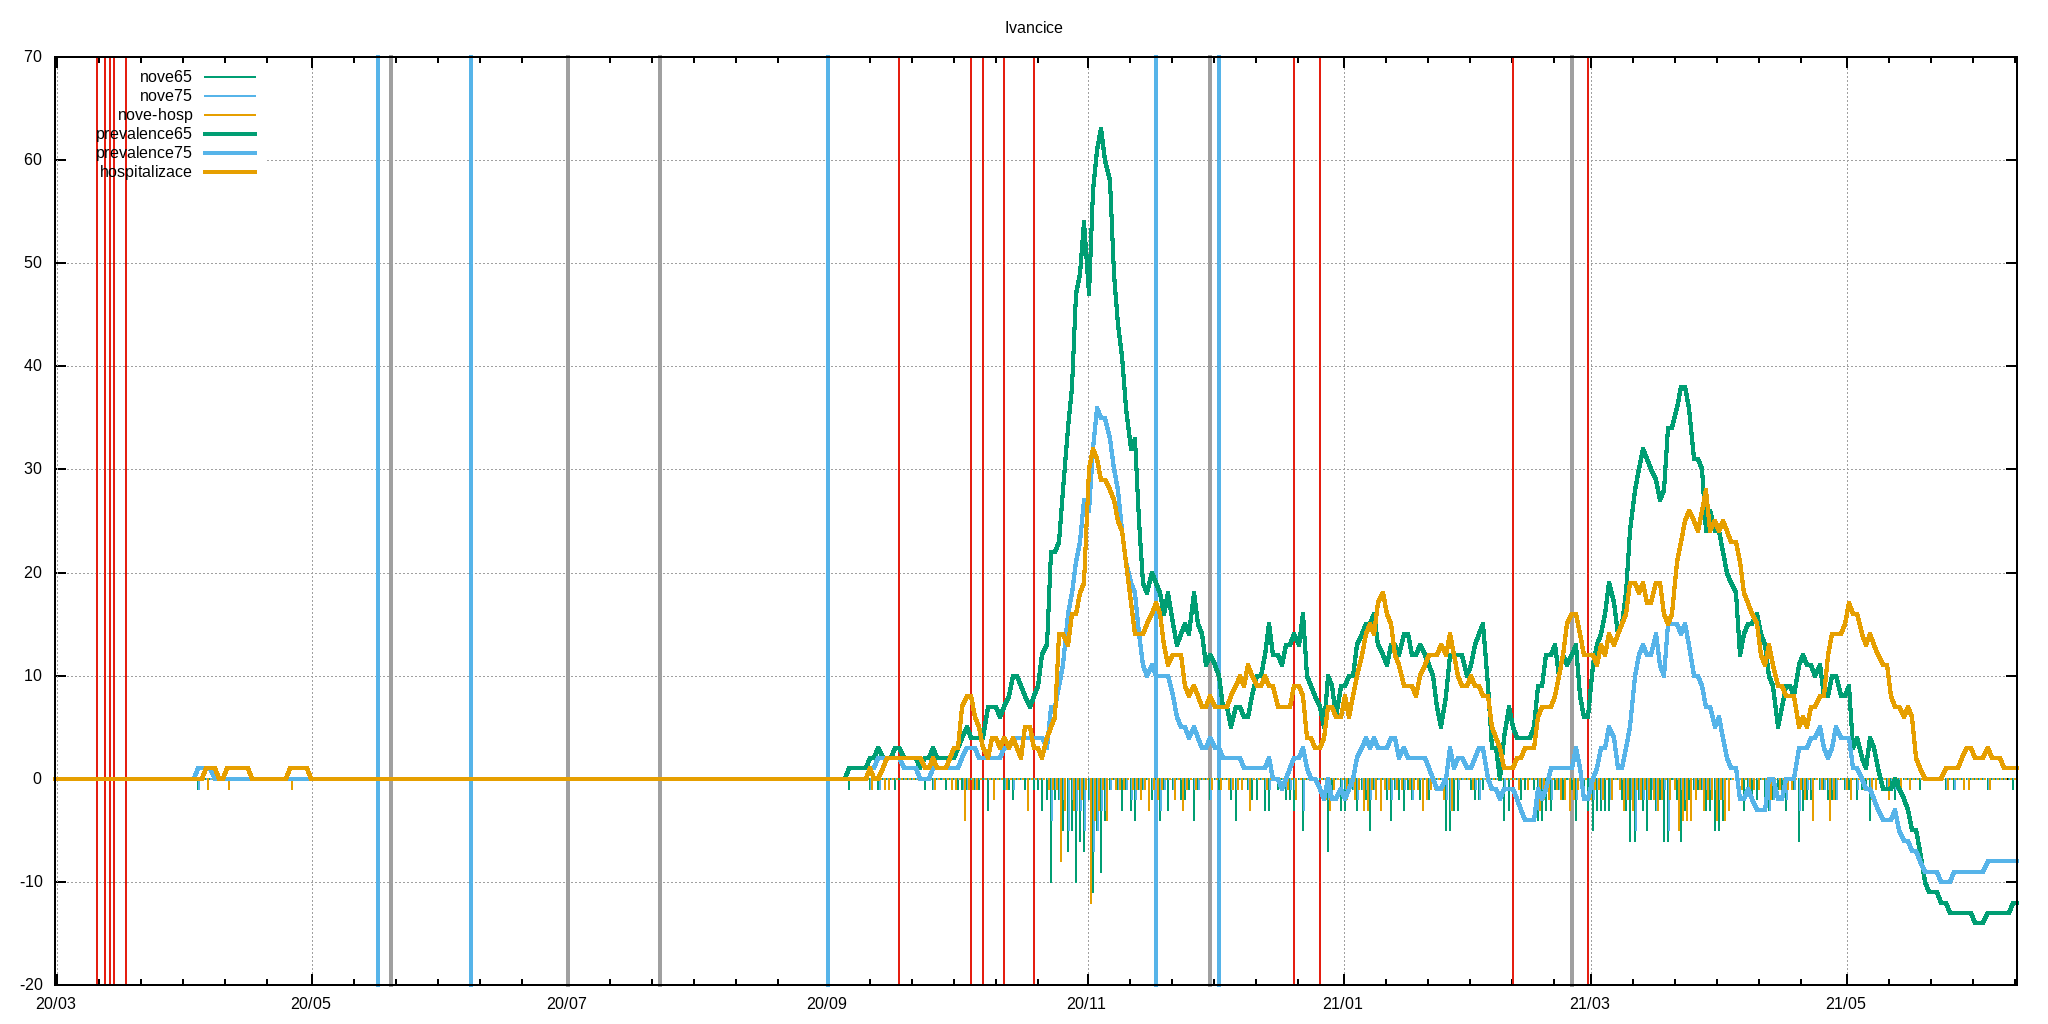 Ivancice
70
60
50
40
30
20
10
0
-10
-20
nove65
nove75
nove-hosp
prevalence65
prevalence75
hospitalizace
20/03 20/05 20/07 20/09 20/11 21/01 21/03 21/05